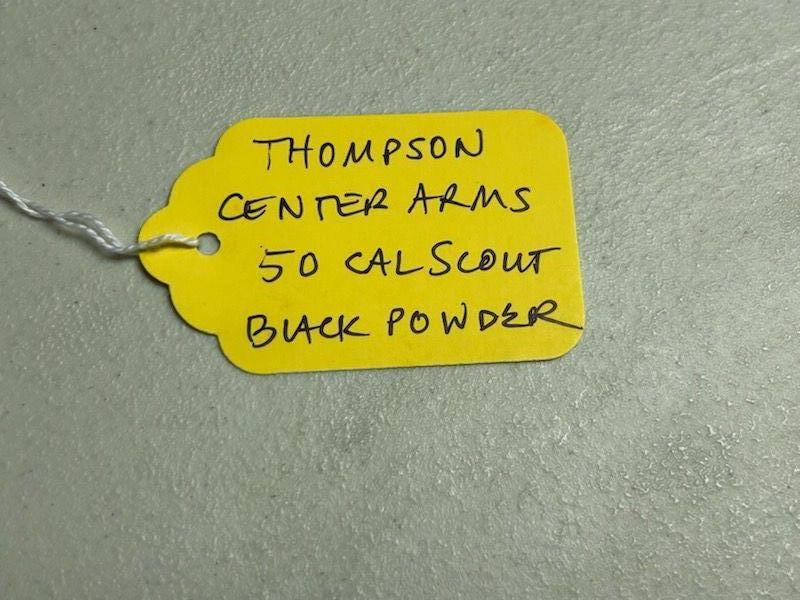 THOMPSON
CENTER ARMS
50 CAL SCOUT
BLACK POWDER